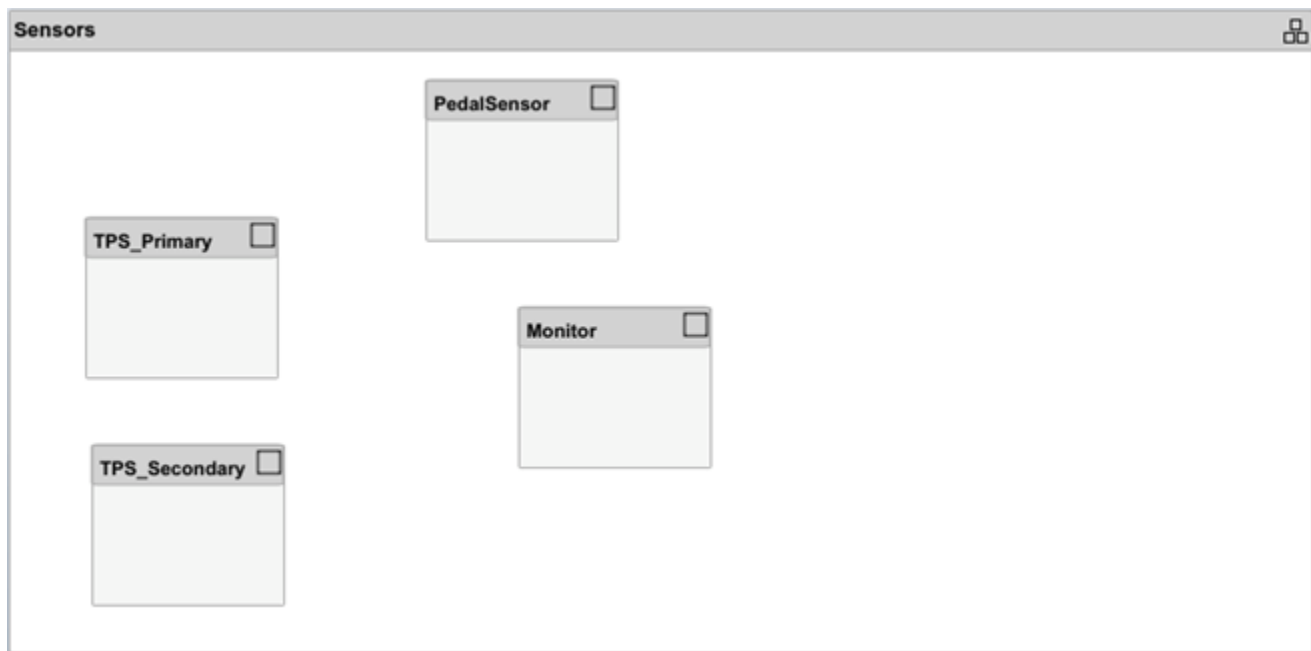 Sensors
PedalSensor
TPS_Primary
Monitor
TPS_Secondary